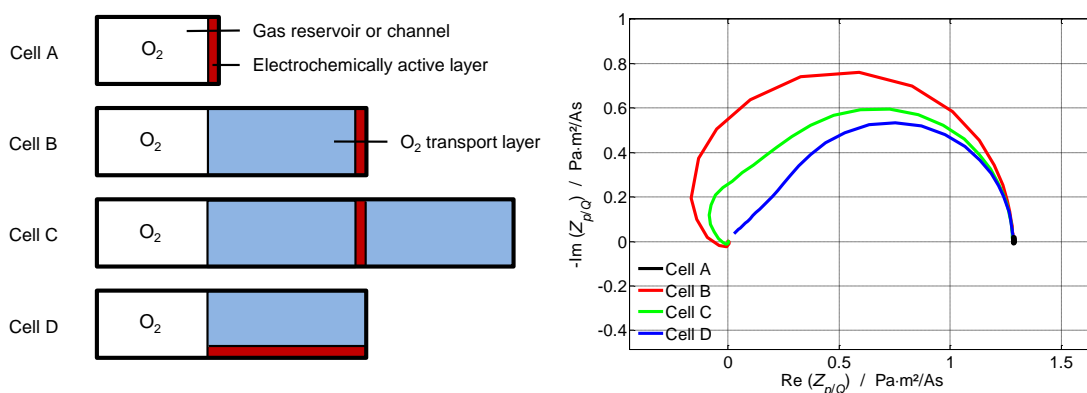 Cell A
O₂
Gas reservoir or channel
Electrochemically active layer
Cell B
O₂
O₂ transport layer
Cell C
O₂
Cell D
O₂
-Im (Z_{p/Q}) / Pa·m²/As
1
0.8
0.6
0.4
0.2
0
-0.2
-0.4
Cell A
Cell B
Cell C
Cell D
0
0.5
1
1.5
Re (Z_{p/Q}) / Pa·m²/As